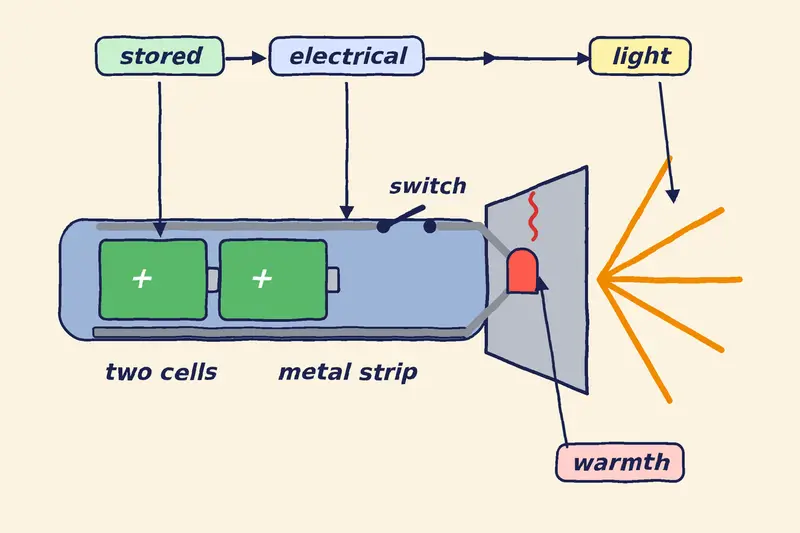 stored
electrical
light
switch
+
+
two cells
metal strip
warmth